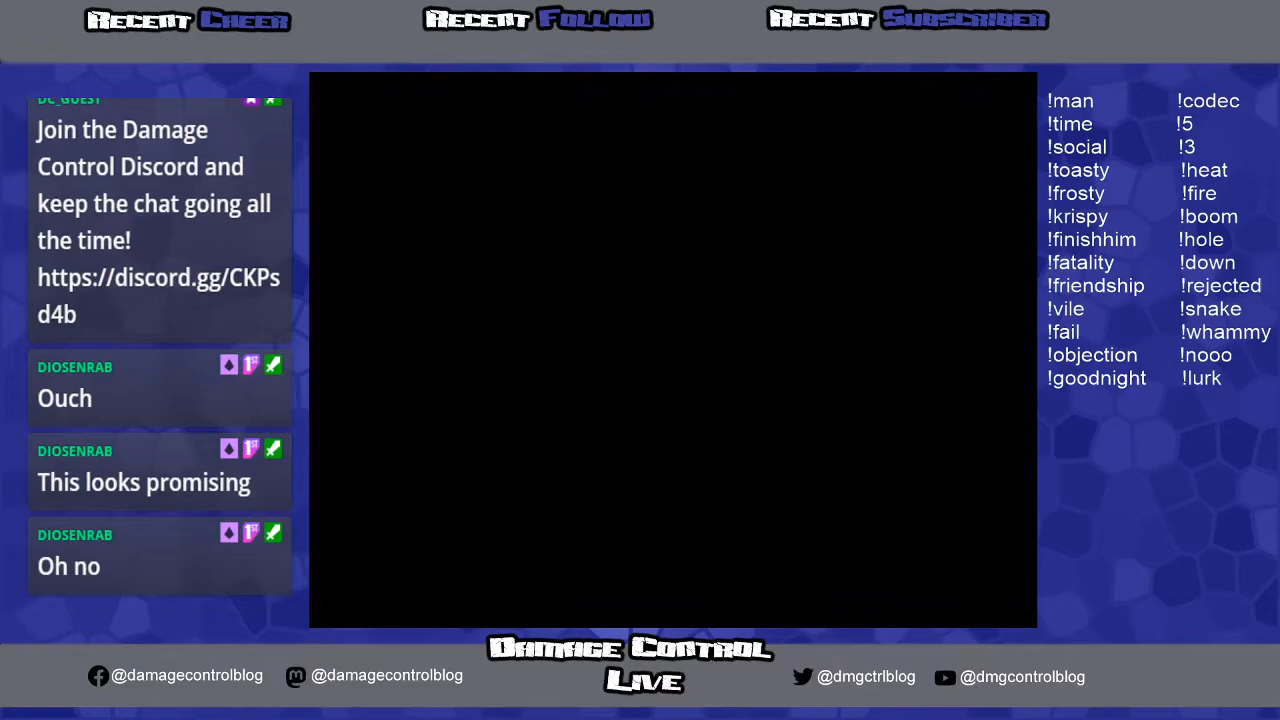 Recent Cheer
Recent Follow
Recent Subscriber
DC_GUEST
Join the Damage
Control Discord and
keep the chat going all
the time!
https://discord.gg/CKPs
d4b
DIOSENRAB
Ouch
DIOSENRAB
This looks promising
DIOSENRAB
Oh no
!man !codec
!time !5
!social !3
!toasty !heat
!frosty !fire
!krispy !boom
!finishhim !hole
!fatality !down
!friendship !rejected
!vile !snake
!fail !whammy
!objection !nooo
!goodnight !lurk
Damage Control
Live
@damagecontrolblog
@damagecontrolblog
@dmgctrlblog
@dmgcontrolblog